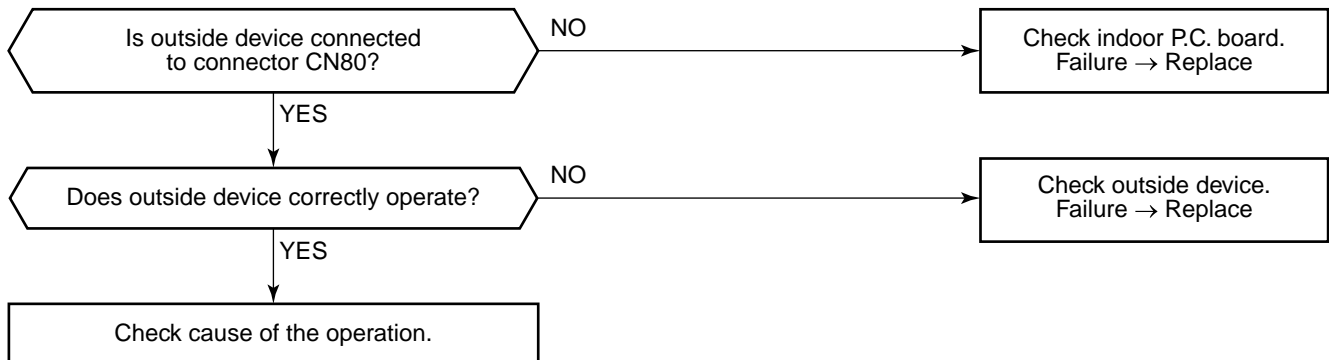 Is outside device connected
to connector CN80?
NO
Check indoor P.C. board.
Failure → Replace
YES
Does outside device correctly operate?
NO
Check outside device.
Failure → Replace
YES
Check cause of the operation.